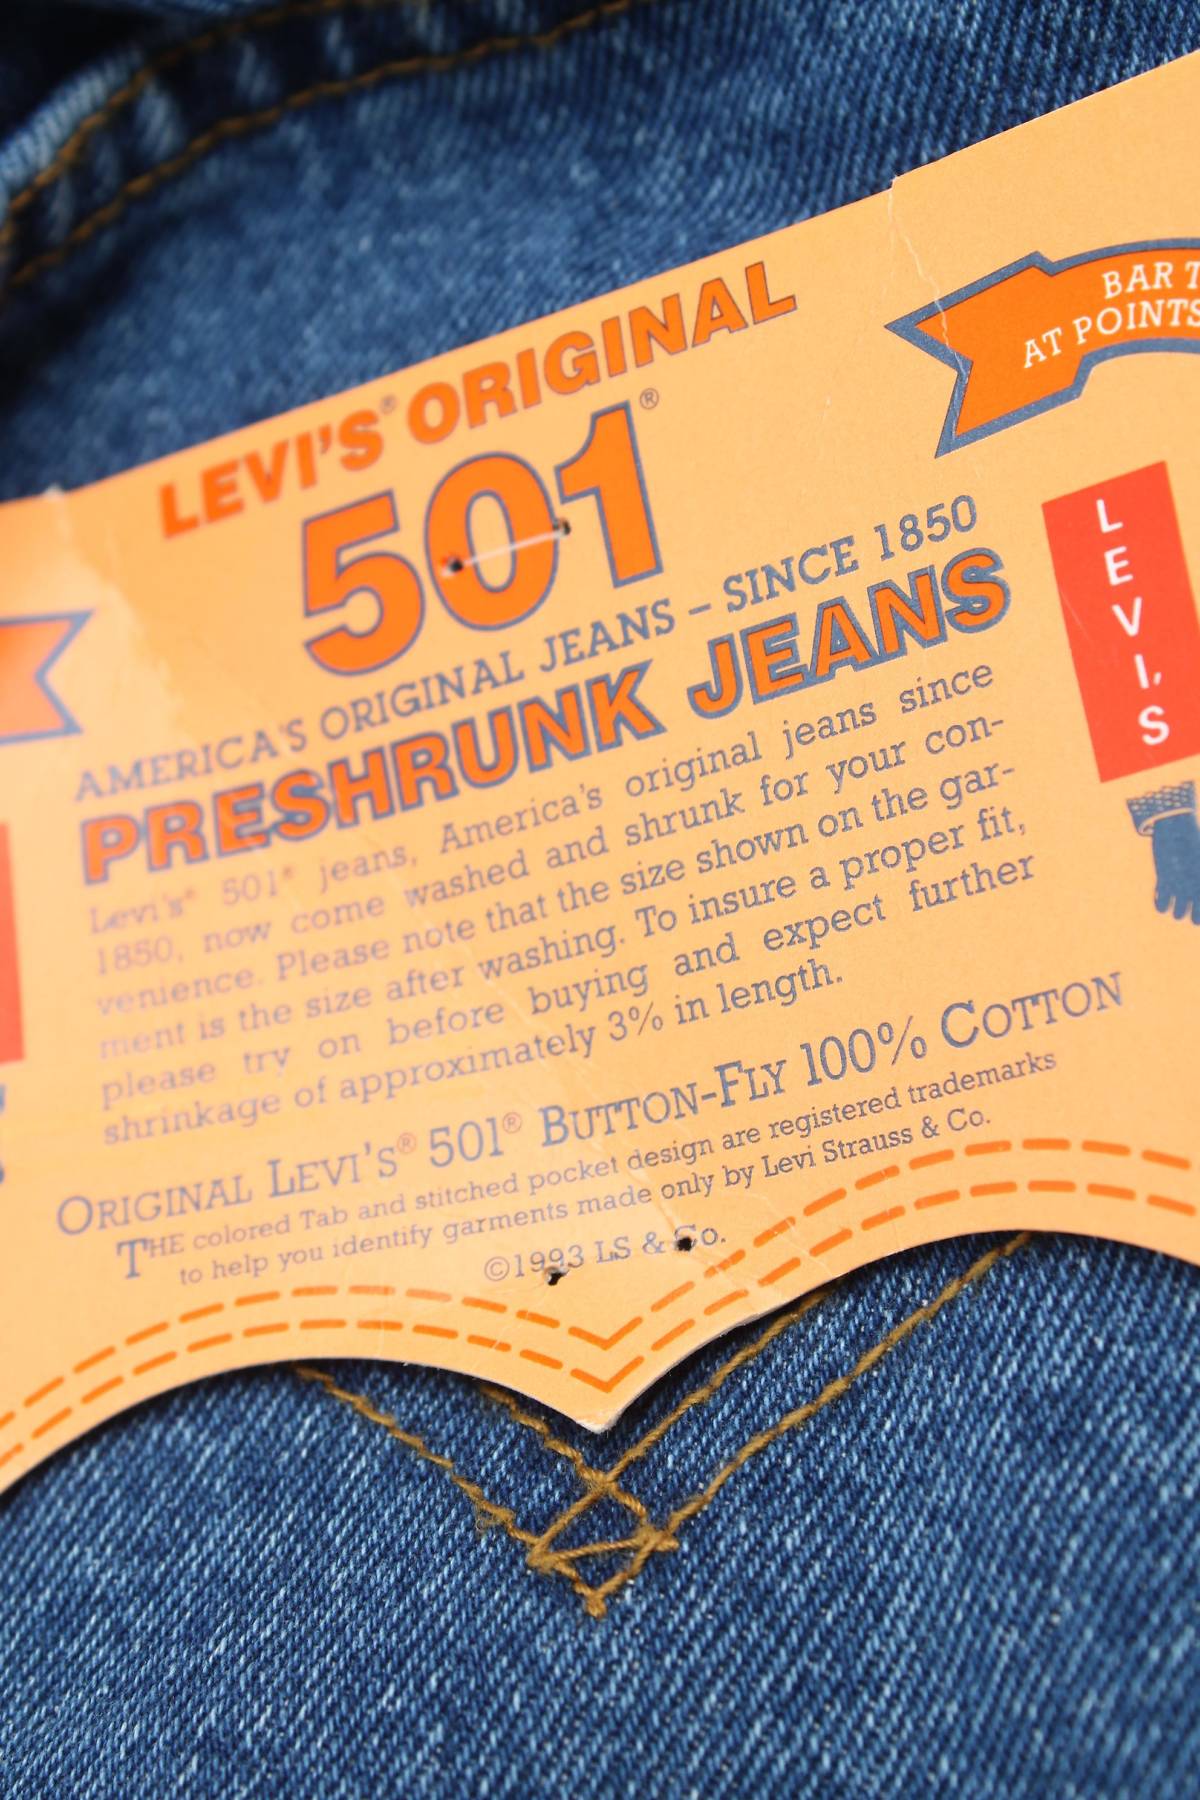 LEVI'S® ORIGINAL
501®
AMERICA'S ORIGINAL JEANS – SINCE 1850
PRESHRUNK JEANS
Levi's® 501® jeans, America's original jeans since
1850, now come washed and shrunk for your con-
venience. Please note that the size shown on the gar-
ment is the size after washing. To insure a proper fit,
please try on before buying and expect further
shrinkage of approximately 3% in length.
ORIGINAL LEVI'S® 501® BUTTON-FLY 100% COTTON
THE colored Tab and stitched pocket design are registered trademarks
to help you identify garments made only by Levi Strauss & Co.
©1993 LS & Co.
BAR T
AT POINTS
LEVI'S